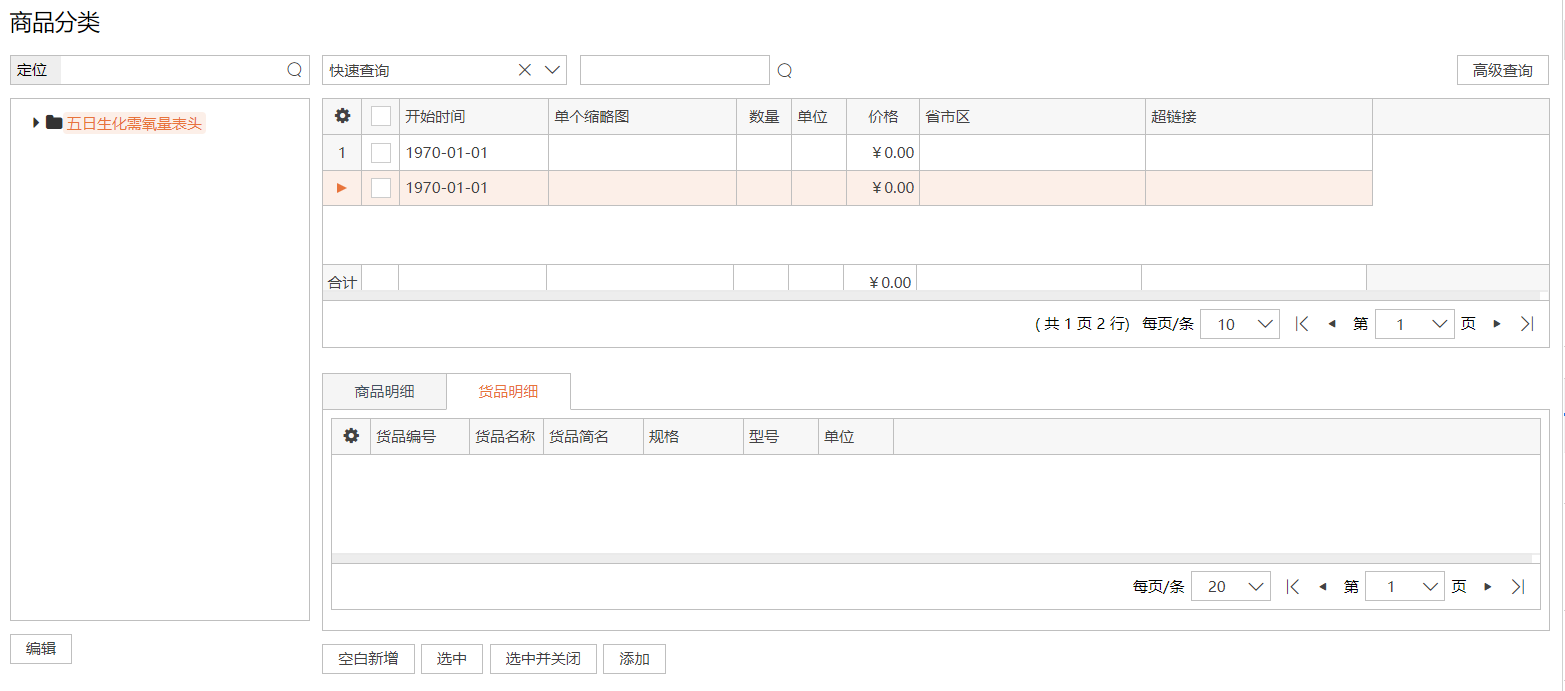 商品分类
定位 快速查询 高级查询
五日生化需氧量表头
开始时间 单个缩略图 数量 单位 价格 省市区 超链接
1 1970-01-01 ￥0.00
1970-01-01 ￥0.00
合计 ￥0.00
( 共 1 页 2 行) 每页/条 10 第 1 页
商品明细 货品明细
货品编号 货品名称 货品简名 规格 型号 单位
每页/条 20 第 1 页
编辑 空白新增 选中 选中并关闭 添加